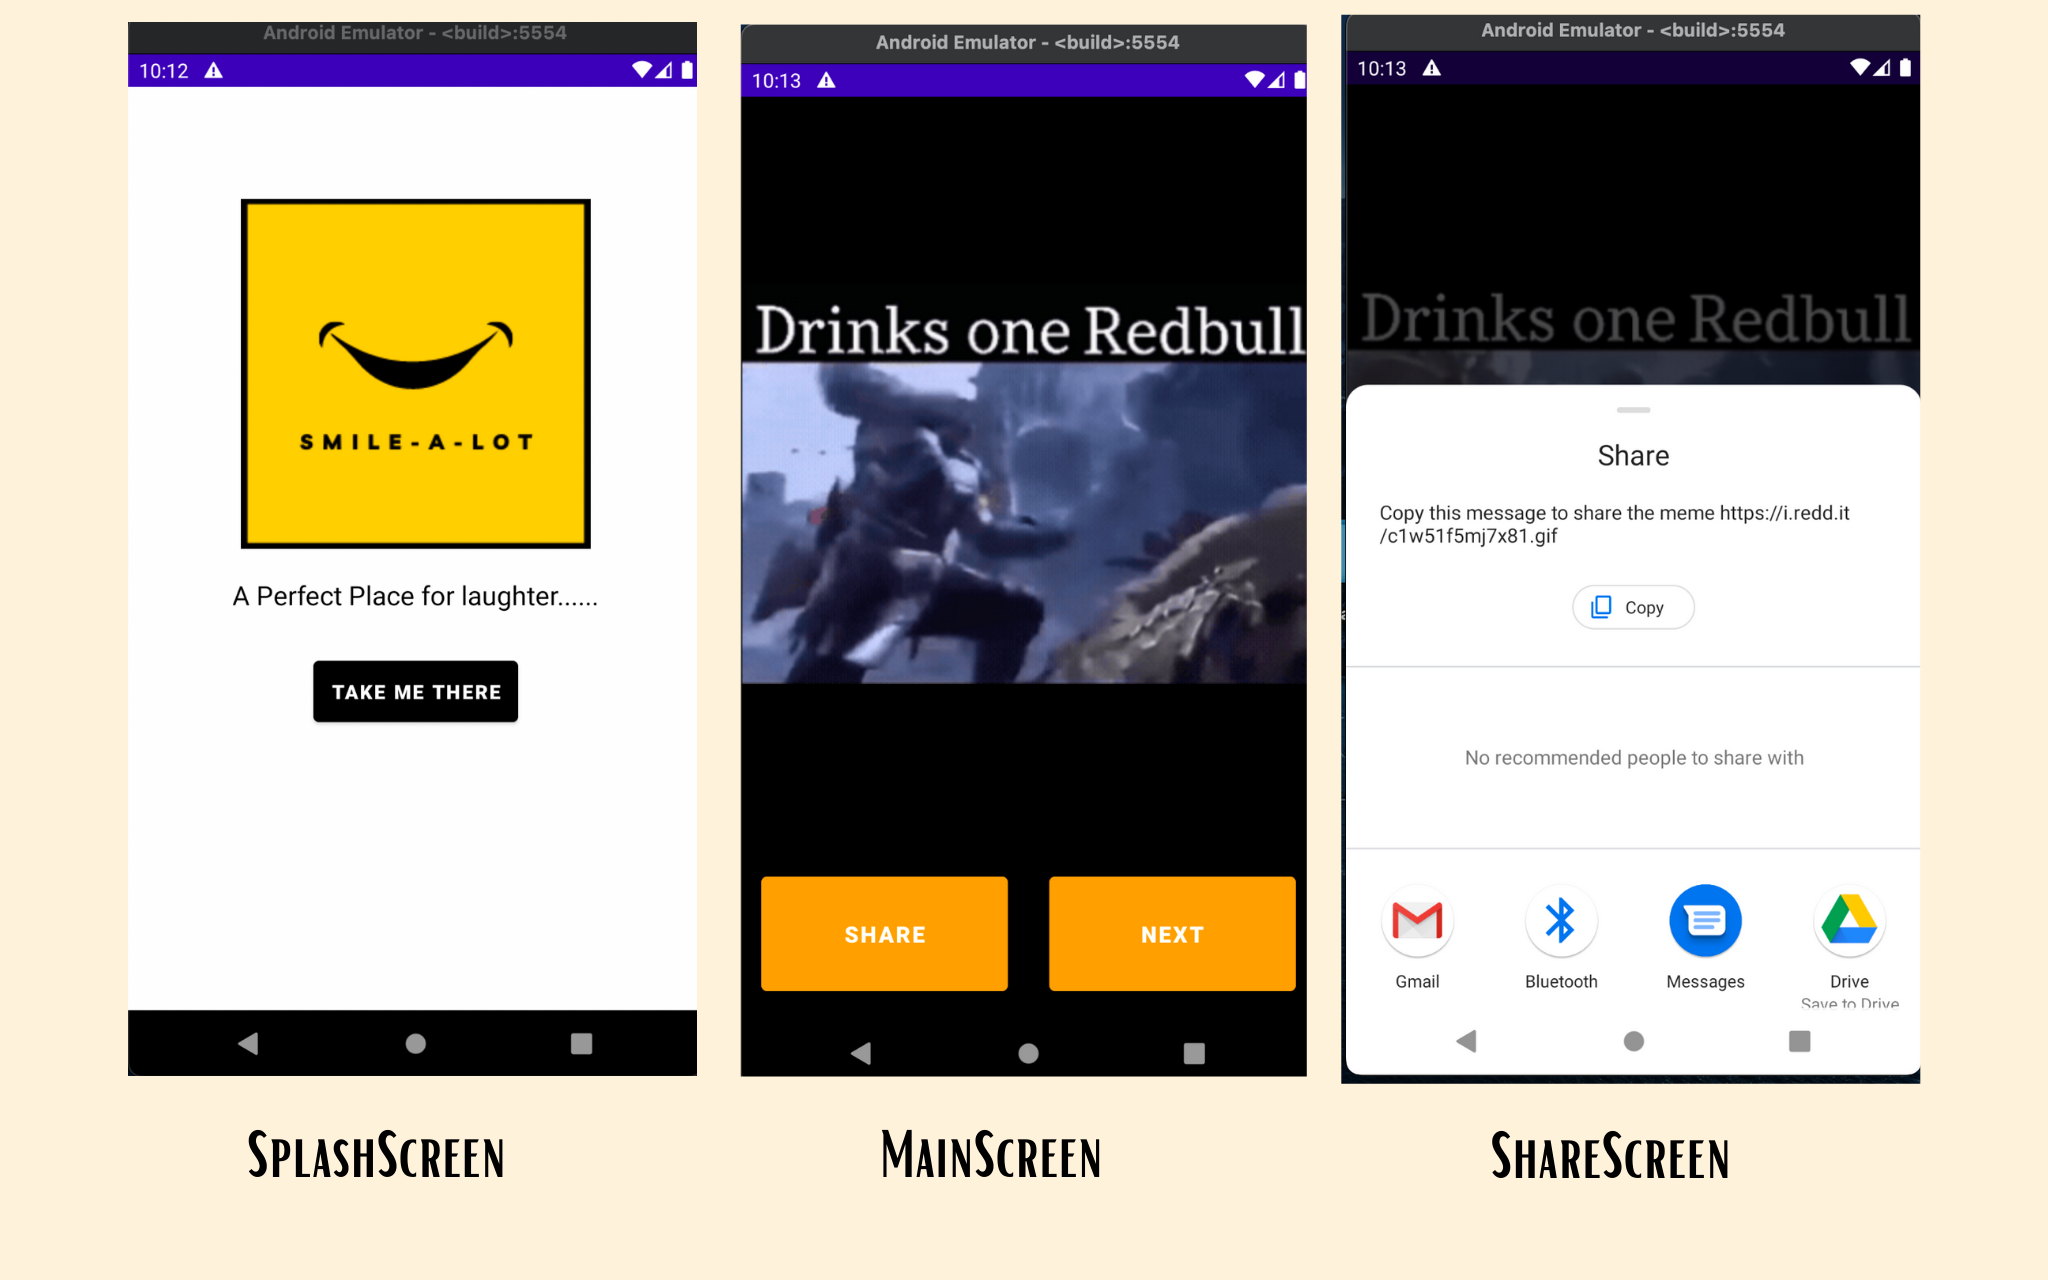 Android Emulator - <build>:5554
10:12
SMILE-A-LOT
A Perfect Place for laughter......
TAKE ME THERE
SplashScreen
Android Emulator - <build>:5554
10:13
Drinks one Redbull
SHARE
NEXT
MainScreen
Android Emulator - <build>:5554
10:13
Drinks one Redbull
Share
Copy this message to share the meme https://i.redd.it
/c1w51f5mj7x81.gif
Copy
No recommended people to share with
Gmail
Bluetooth
Messages
Drive
Save to Drive
ShareScreen